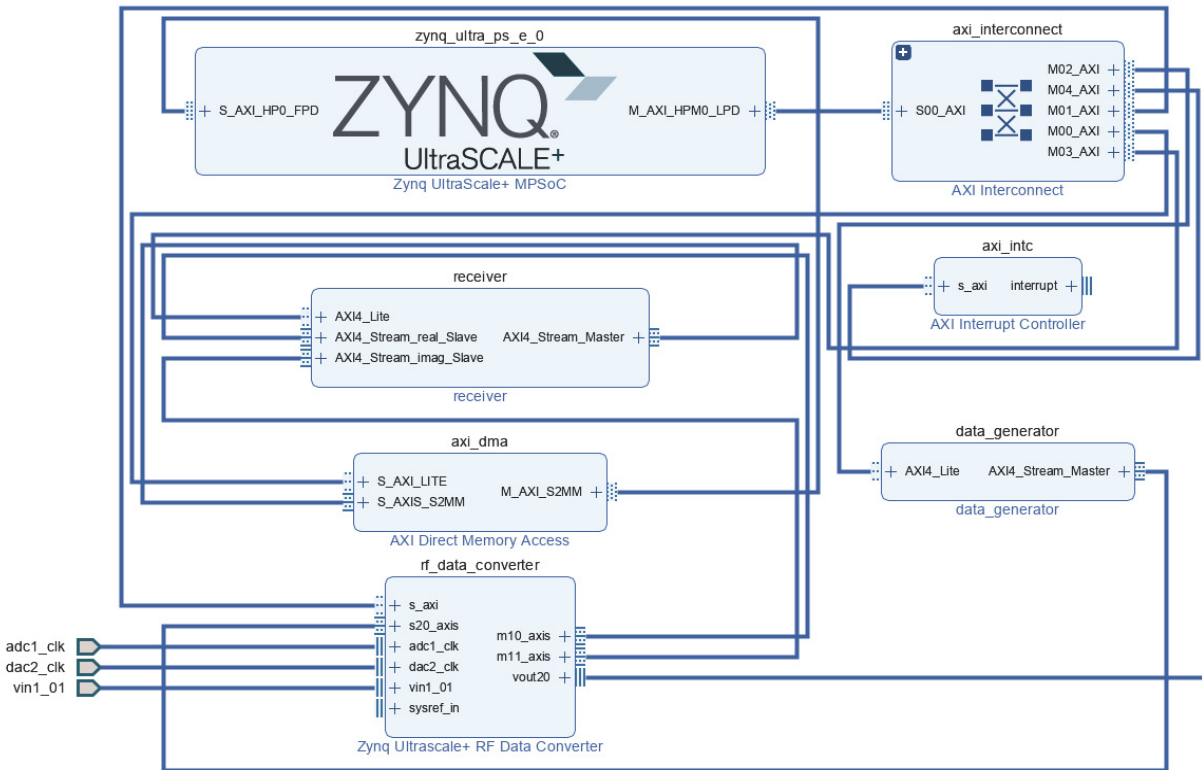 zynq_ultra_ps_e_0
S_AXI_HP0_FPD
ZYNQ®
UltraSCALE+
M_AXI_HPM0_LPD
Zynq UltraScale+ MPSoC
axi_interconnect
S00_AXI
M02_AXI
M04_AXI
M01_AXI
M00_AXI
M03_AXI
AXI Interconnect
axi_intc
s_axi
interrupt
AXI Interrupt Controller
receiver
AXI4_Lite
AXI4_Stream_real_Slave
AXI4_Stream_imag_Slave
AXI4_Stream_Master
receiver
axi_dma
S_AXI_LITE
S_AXIS_S2MM
M_AXI_S2MM
AXI Direct Memory Access
data_generator
AXI4_Lite
AXI4_Stream_Master
data_generator
rf_data_converter
s_axi
s20_axis
adc1_clk
dac2_clk
vin1_01
sysref_in
m10_axis
m11_axis
vout20
Zynq Ultrascale+ RF Data Converter
adc1_clk
dac2_clk
vin1_01